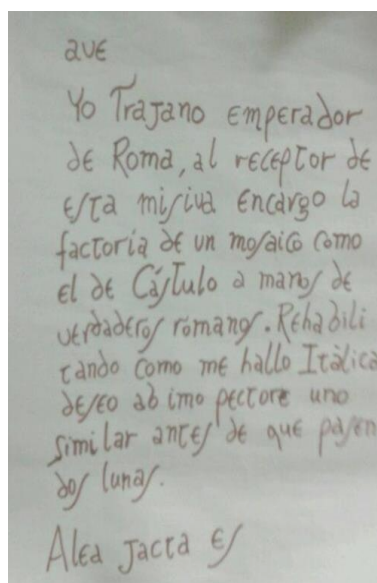 ave
Yo Trajano emperador
de Roma, al receptor de
esta misiva encargo la
factoría de un mosaico como
el de Cástulo a manos de
verdaderos romanos. Rehabili
tando como me hallo Itálica
deseo ab imo pectore uno
similar antes de que pasen
dos lunas.
Alea jacta es